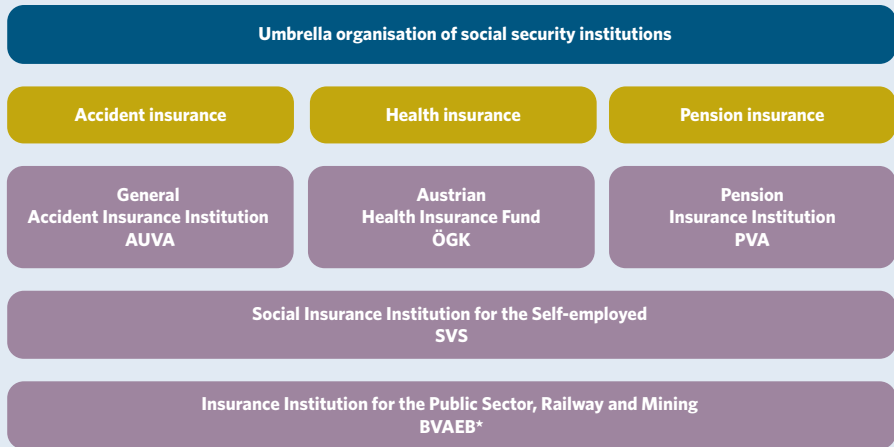 Umbrella organisation of social security institutions
Accident insurance
Health insurance
Pension insurance
General
Accident Insurance Institution
AUVA
Austrian
Health Insurance Fund
ÖGK
Pension
Insurance Institution
PVA
Social Insurance Institution for the Self-employed
SVS
Insurance Institution for the Public Sector, Railway and Mining
BVAEB*